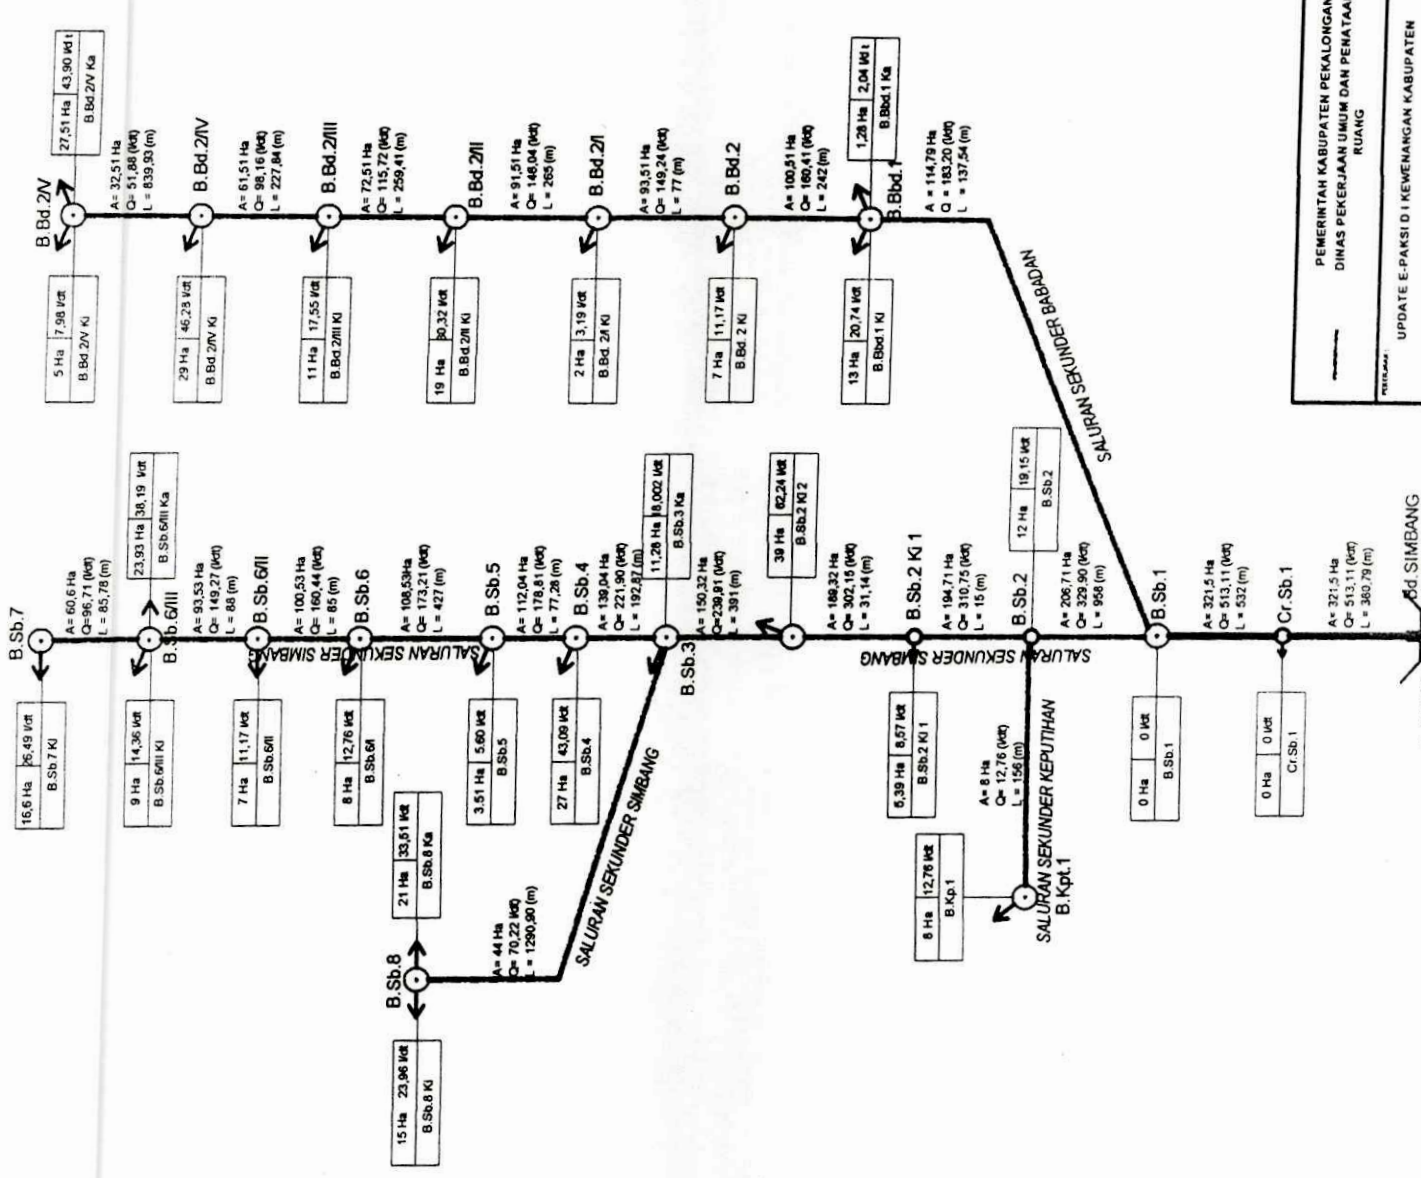 B.Bd.2/V
27,51 Ha 43,90 l/dt
B.Bd.2/V Ka
5 Ha 7,98 l/dt
B.Bd.2/V Ki
A= 32,51 Ha
Q= 51,88 (l/dt)
L = 839,93 (m)
B.Bd.2/IV
29 Ha 46,28 l/dt
B.Bd.2/IV Ki
A= 61,51 Ha
Q= 98,16 (l/dt)
L = 227,84 (m)
B.Bd.2/III
11 Ha 17,55 l/dt
B.Bd.2/III Ki
A= 72,51 Ha
Q= 115,72 (l/dt)
L = 259,41 (m)
B.Bd.2/II
19 Ha 30,32 l/dt
B.Bd.2/II Ki
A= 91,51 Ha
Q= 146,04 (l/dt)
L = 265 (m)
B.Bd.2/I
2 Ha 3,19 l/dt
B.Bd. 2/I Ki
A= 93,51 Ha
Q= 149,24 (l/dt)
L = 77 (m)
B.Bd.2
7 Ha 11,17 l/dt
B.Bd. 2 Ki
A= 100,51 Ha
Q= 160,41 (l/dt)
L = 242 (m)
B.Bbd.1
1,28 Ha 2,04 l/dt
B.Bbd.1 Ka
13 Ha 20,74 l/dt
B.Bbd.1 Ki
A = 114,79 Ha
Q = 183,20 (l/dt)
L = 137,54 (m)
SALURAN SEKUNDER BABADAN
B.Sb.7
16,6 Ha 26,49 l/dt
B.Sb.7 Ki
A= 60,61 Ha
Q=96,71 (l/dt)
L = 85,78 (m)
B.Sb.6/III
23,93 Ha 38,19 l/dt
B.Sb.6/III Ka
9 Ha 14,36 l/dt
B.Sb.6/III Ki
A= 93,53 Ha
Q= 149,27 (l/dt)
L = 88 (m)
B.Sb.6/II
7 Ha 11,17 l/dt
B.Sb.6/II
A= 100,53 Ha
Q= 160,44 (l/dt)
L = 85 (m)
B.Sb.6
8 Ha 12,76 l/dt
B.Sb.6/I
SALURAN SEKUNDER SIMBANG
A= 108,53Ha
Q= 173,21 (l/dt)
L = 427 (m)
B.Sb.5
3,51 Ha 5.60 l/dt
B.Sb.5
A= 112,04 Ha
Q= 178,81 (l/dt)
L = 77,28 (m)
B.Sb.4
27 Ha 43,09 l/dt
B.Sb.4
A= 139,04 Ha
Q= 221,90 (l/dt)
L = 192,87 (m)
B.Sb.3
11,28 Ha 18,002 l/dt
B.Sb.3 Ka
B.Sb.8
21 Ha 33,51 l/dt
B.Sb.8 Ka
15 Ha 23,96 l/dt
B.Sb.8 Ki
A= 44 Ha
Q= 70,22 l/dt)
L = 1290,90 (m)
SALURAN SEKUNDER SIMBANG
A= 150,32 Ha
Q=239,91 (l/dt)
L = 391 (m)
39 Ha 62,24 l/dt
B.Sb.2 Ki 2
A= 189,32 Ha
Q= 302,15 (l/dt)
L = 31,14 (m)
B.Sb.2 Ki 1
5,39 Ha 8,57 l/dt
B.Sb.2 Ki 1
SALURAN SEKUNDER SIMBANG
A= 194,71 Ha
Q= 310,75 (l/dt)
L = 15 (m)
B.Sb.2
12 Ha 19,15 l/dt
B.Sb.2
A= 8 Ha
Q= 12,76 (l/dt)
L = 156 (m)
SALURAN SEKUNDER KEPUTIHAN
B.Kpt.1
8 Ha 12,76 l/dt
B.Kp.1
A= 206,71 Ha
Q= 329,90 (l/dt)
L = 958 (m)
B.Sb.1
0 Ha 0 l/dt
B.Sb.1
A= 321,5 Ha
Q= 513,11 (l/dt)
L = 532 (m)
Cr.Sb.1
0 Ha 0 l/dt
Cr.Sb.1
A= 321,5 Ha
Q= 513,11 (l/dt)
L = 360,79 (m)
Bd.SIMBANG
PEMERINTAH KABUPATEN PEKALONGAN
DINAS PEKERJAAN UMUM DAN PENATAA
RUANG
PEKERJAAN:
UPDATE E-PAKSI D I KEWENANGAN KABUPATEN